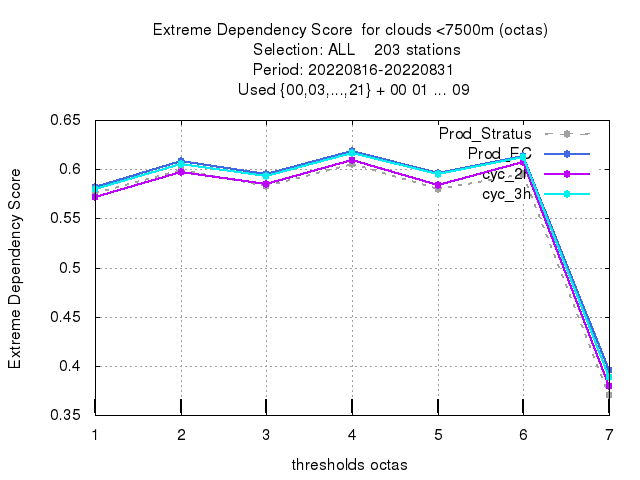 Extreme Dependency Score  for clouds <7500m (octas)
Selection: ALL    203 stations
Period: 20220816-20220831
Used {00,03,...,21} + 00 01 ... 09
Extreme Dependency Score
0.65
0.6
0.55
0.5
0.45
0.4
0.35
Prod_Stratus
Prod_EC
cyc_2h
cyc_3h
1 2 3 4 5 6 7
thresholds octas